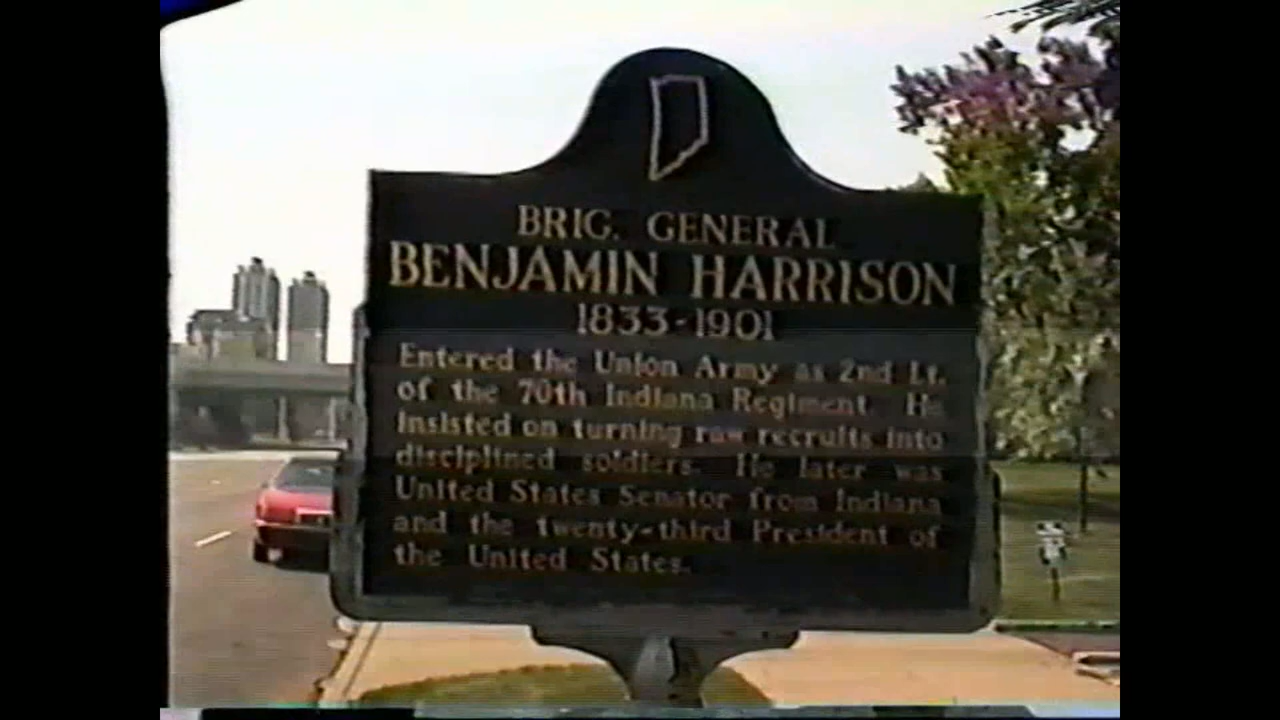 BRIG. GENERAL
BENJAMIN HARRISON
1833-1901
Entered the Union Army as 2nd Lt.
of the 70th Indiana Regiment. He
insisted on turning raw recruits into
disciplined soldiers. He later was
United States Senator from Indiana
and the twenty-third President of
the United States.